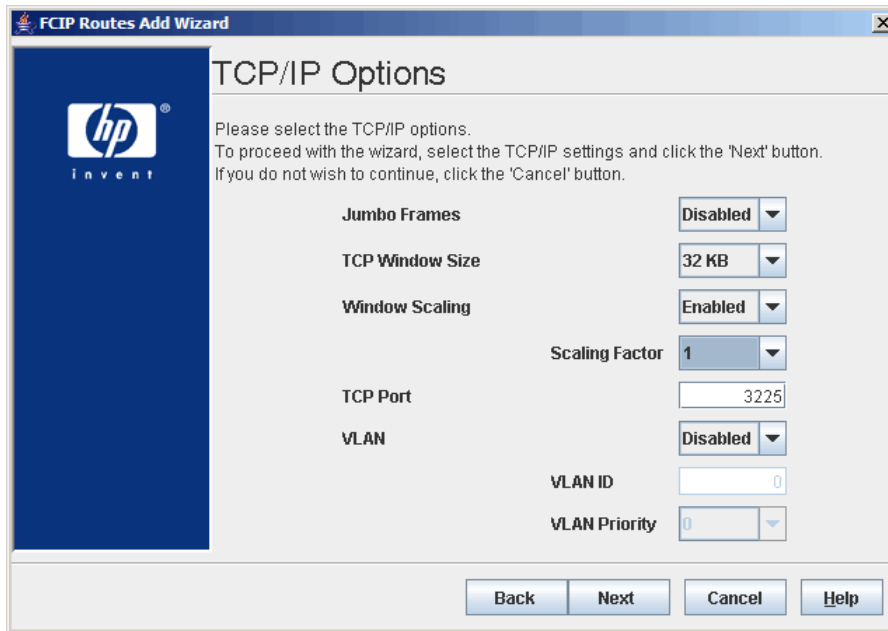 FCIP Routes Add Wizard
TCP/IP Options
hp®
invent
Please select the TCP/IP options.
To proceed with the wizard, select the TCP/IP settings and click the 'Next' button.
If you do not wish to continue, click the 'Cancel' button.
Jumbo Frames Disabled
TCP Window Size 32 KB
Window Scaling Enabled
Scaling Factor 1
TCP Port 3225
VLAN Disabled
VLAN ID 0
VLAN Priority 0
Back Next Cancel Help